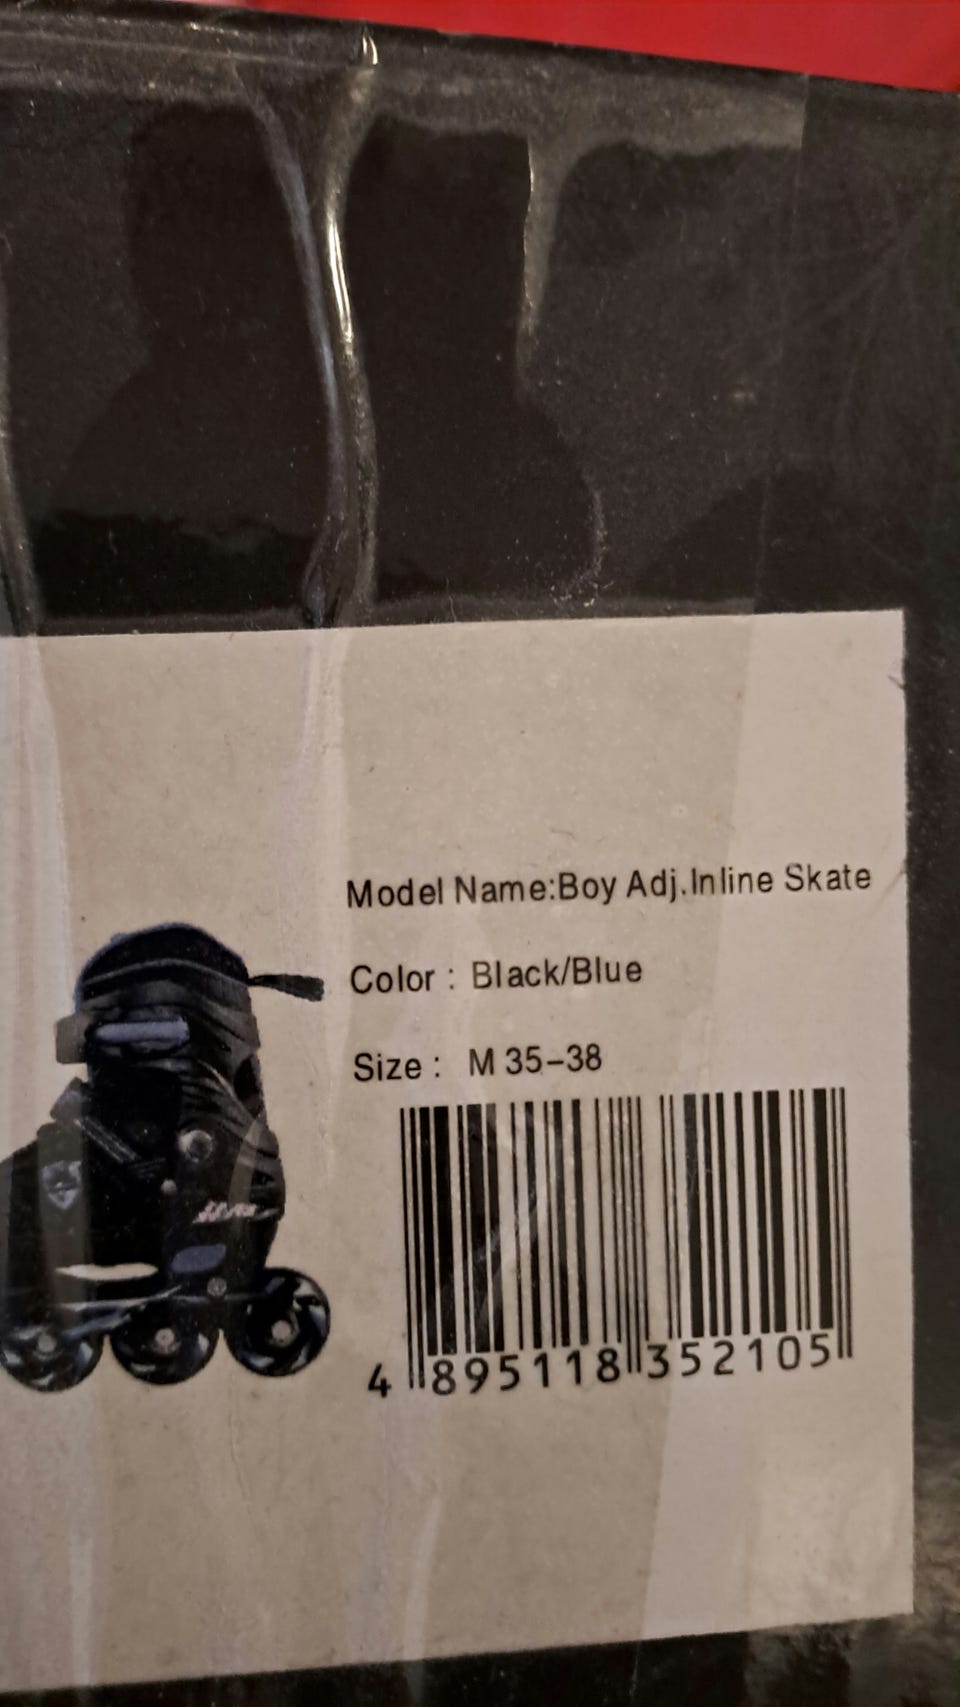 Model Name:Boy Adj.Inline Skate
Color : Black/Blue
Size : M 35-38
4 895118 352105